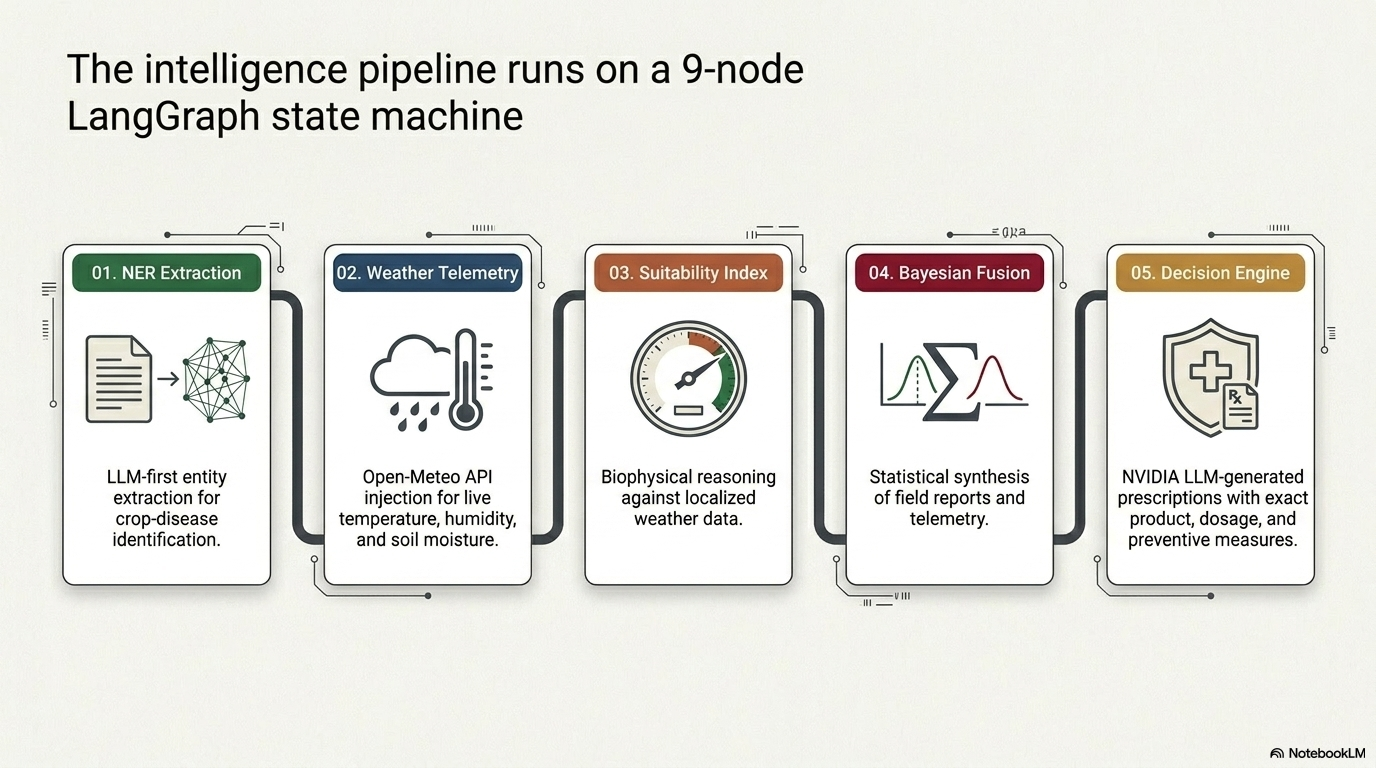 The intelligence pipeline runs on a 9-node
LangGraph state machine
01. NER Extraction
LLM-first entity
extraction for
crop-disease
identification.
02. Weather Telemetry
Open-Meteo API
injection for live
temperature, humidity,
and soil moisture.
03. Suitability Index
Biophysical reasoning
against localized
weather data.
04. Bayesian Fusion
Σ
Statistical synthesis
of field reports and
telemetry.
05. Decision Engine
Rx
NVIDIA LLM-generated
prescriptions with exact
product, dosage, and
preventive measures.
NotebookLM